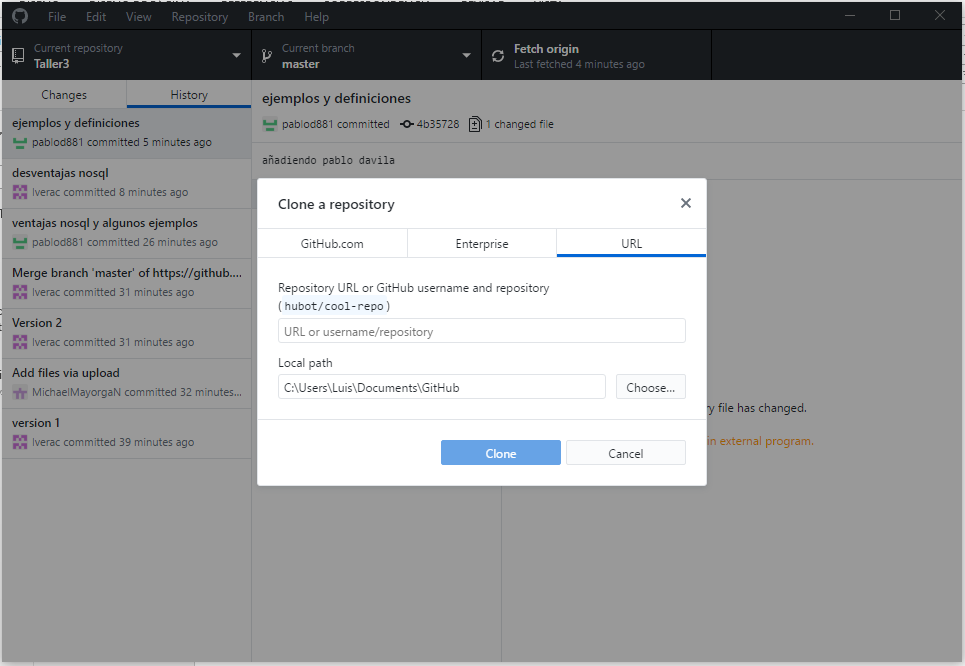 File Edit View Repository Branch Help
Current repository
Taller3
Current branch
master
Fetch origin
Last fetched 4 minutes ago
Changes History
ejemplos y definiciones
pablod881 committed 5 minutes ago
desventajas nosql
lverac committed 8 minutes ago
ventajas nosql y algunos ejemplos
pablod881 committed 26 minutes ago
Merge branch 'master' of https://github....
lverac committed 31 minutes ago
Version 2
lverac committed 31 minutes ago
Add files via upload
MichaelMayorgaN committed 32 minutes...
version 1
lverac committed 39 minutes ago
ejemplos y definiciones
pablod881 committed 4b35728 1 changed file
añadiendo pablo davila
Clone a repository
GitHub.com Enterprise URL
Repository URL or GitHub username and repository
(hubot/cool-repo)
URL or username/repository
Local path
C:\Users\Luis\Documents\GitHub
Choose...
Clone Cancel
file has changed.
in external program.